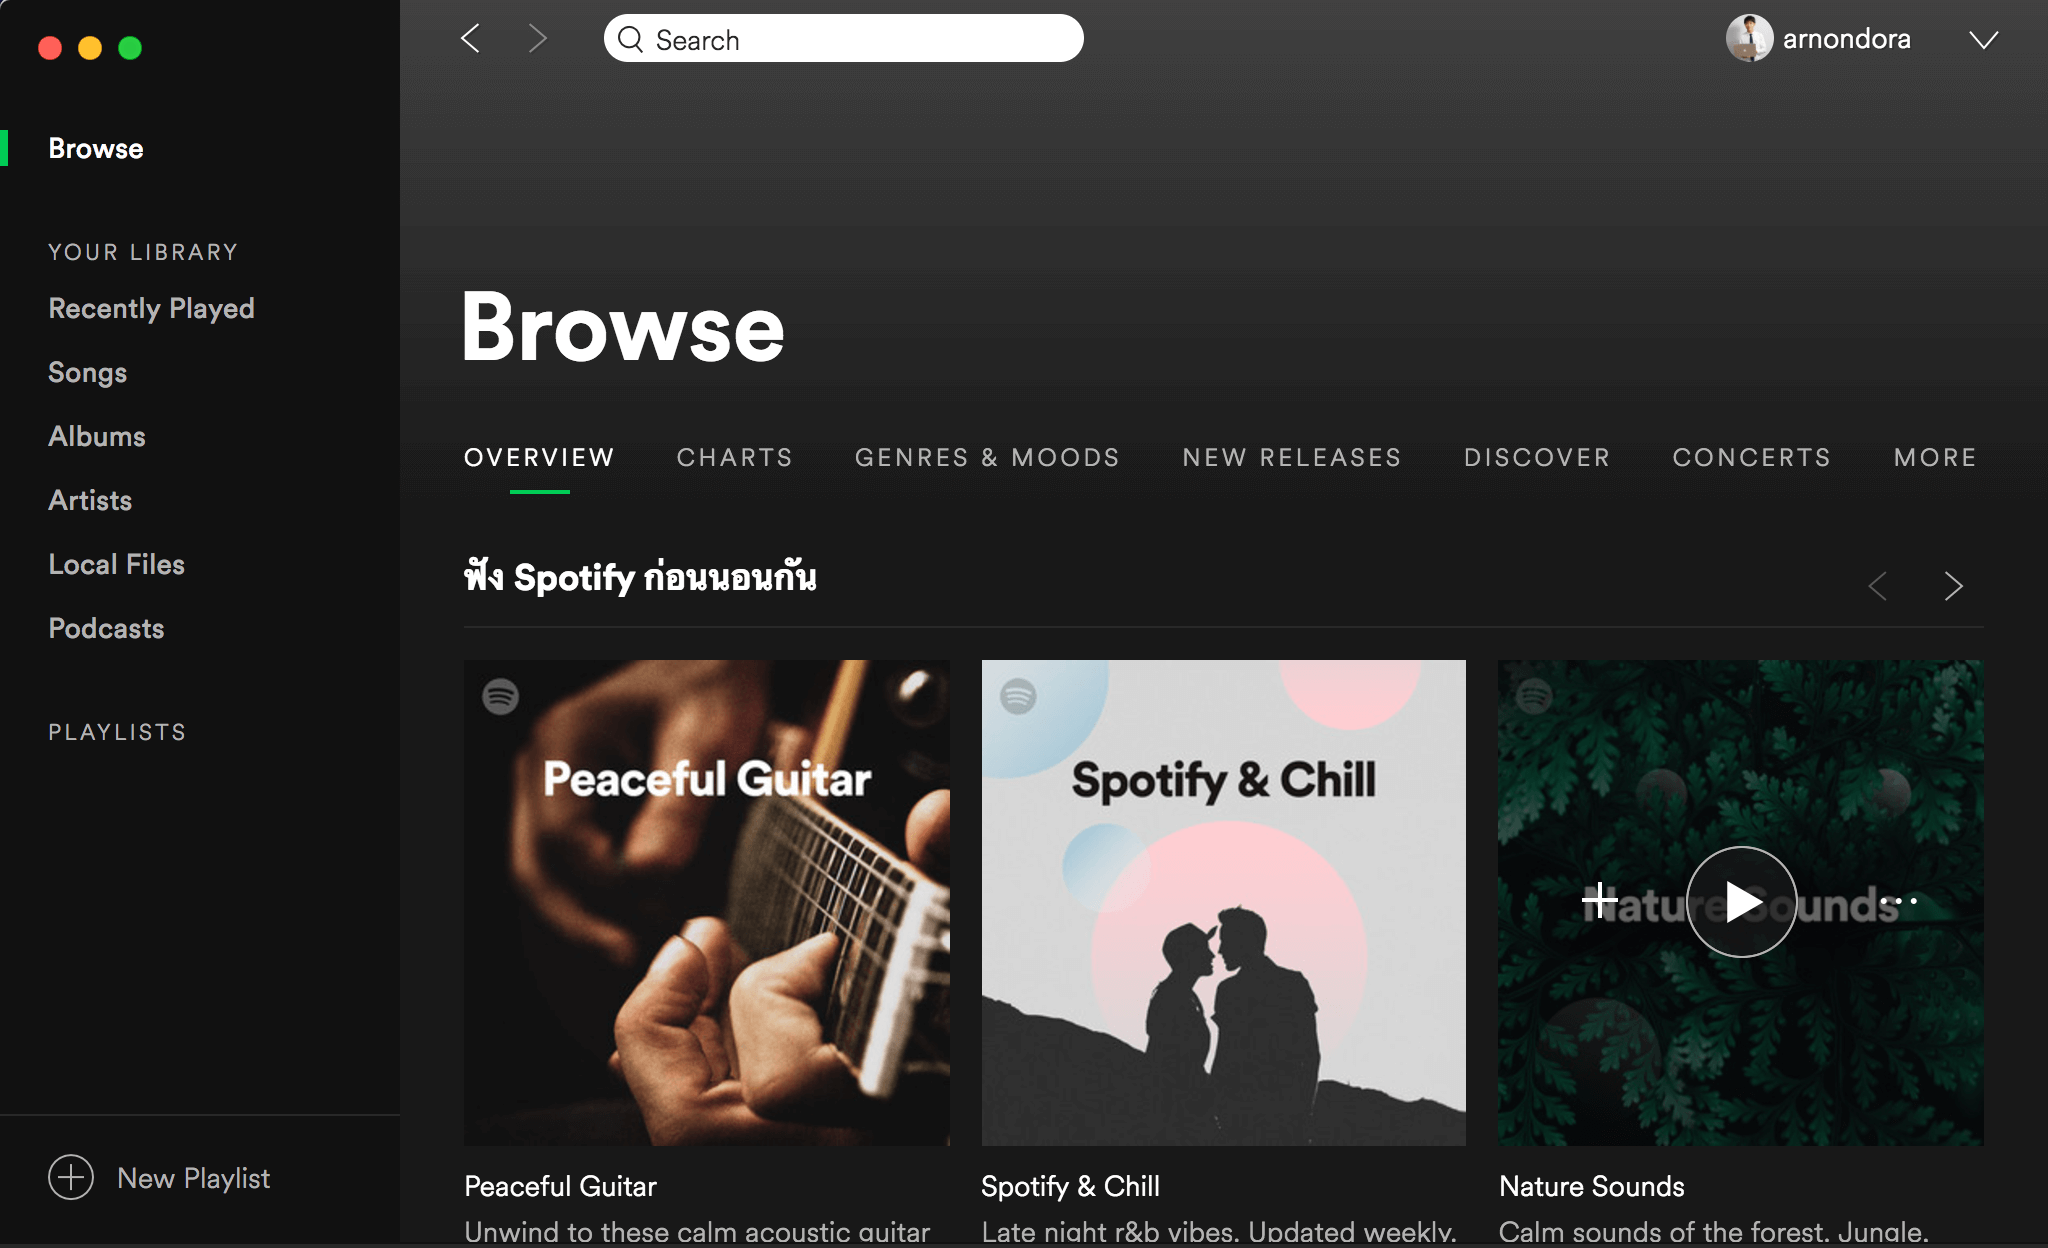 Search
arnondora
Browse
YOUR LIBRARY
Recently Played
Songs
Albums
Artists
Local Files
Podcasts
PLAYLISTS
New Playlist
Browse
OVERVIEW CHARTS GENRES & MOODS NEW RELEASES DISCOVER CONCERTS MORE
ฟัง Spotify ก่อนนอนกัน
Peaceful Guitar
Spotify & Chill
Nature Sounds
Peaceful Guitar
Unwind to these calm acoustic guitar
Spotify & Chill
Late night r&b vibes. Updated weekly.
Nature Sounds
Calm sounds of the forest. Jungle.